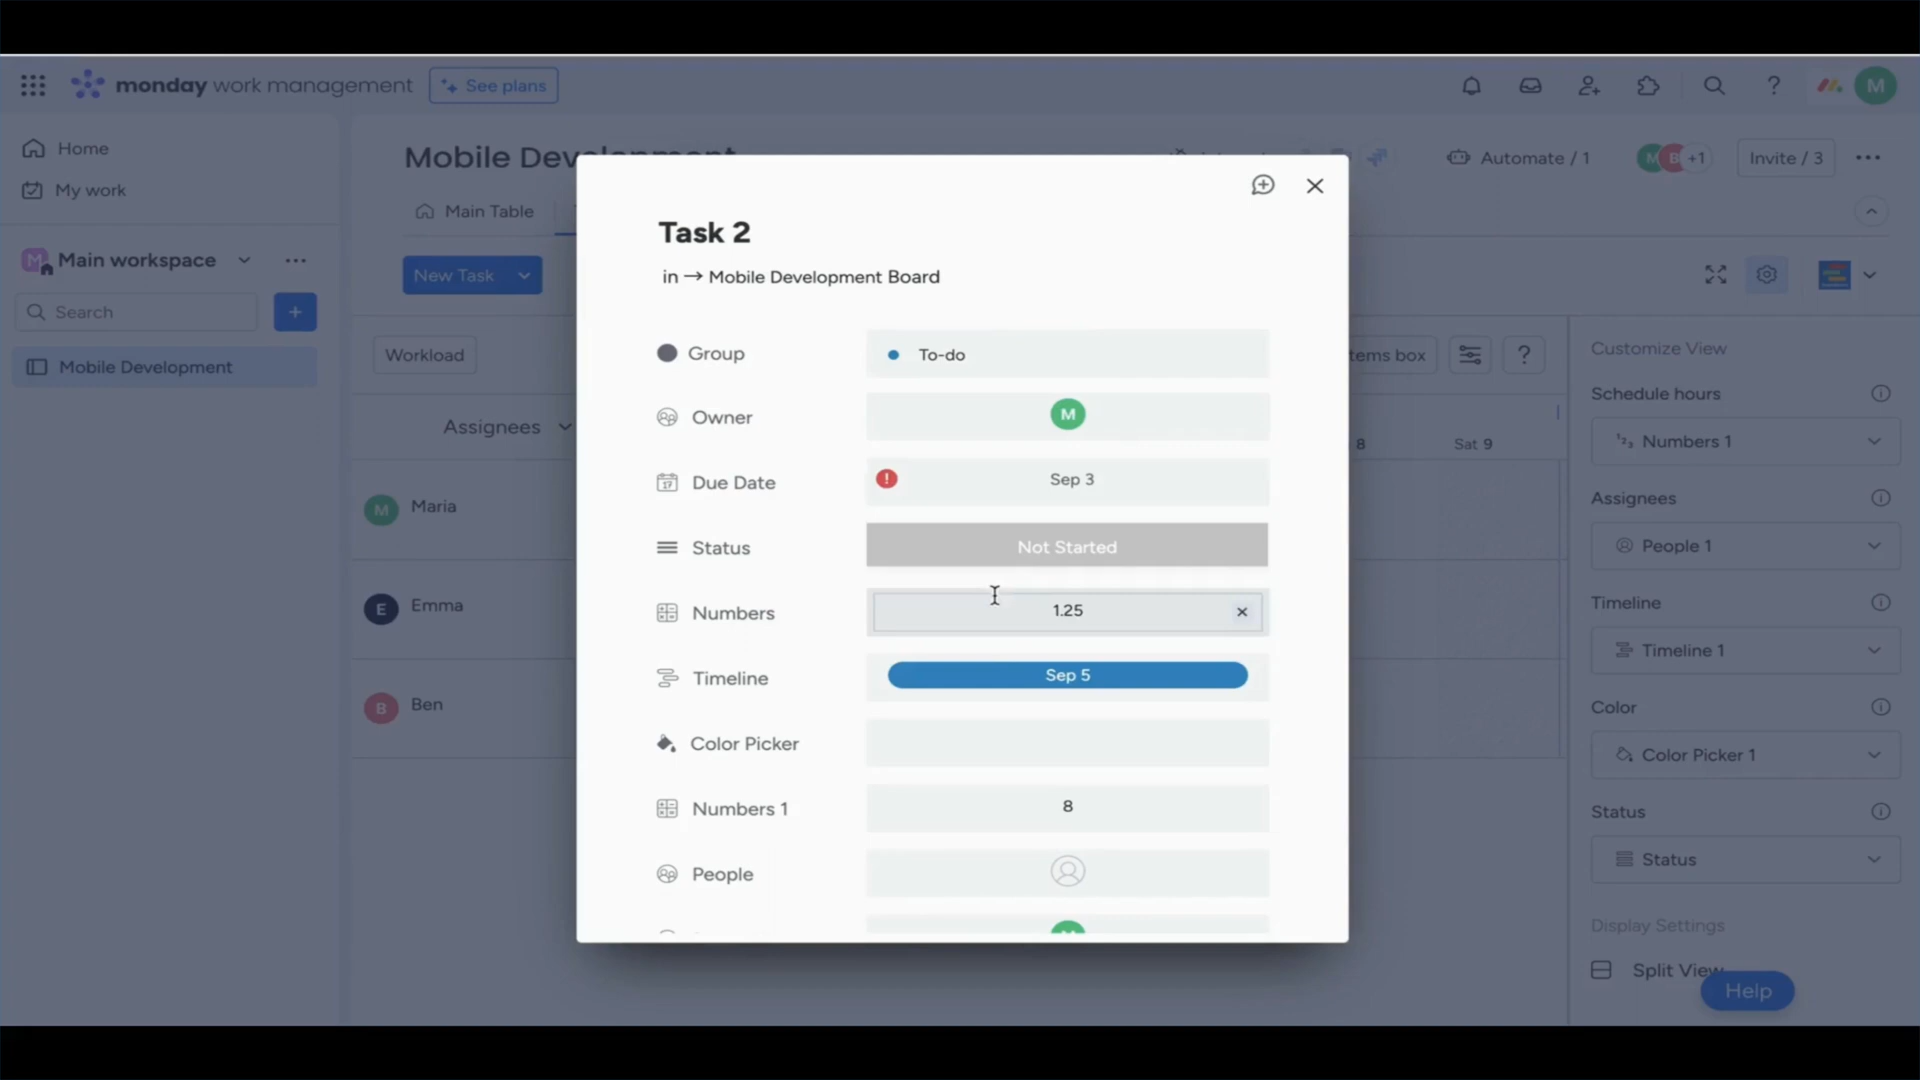 monday work management
See plans
M
Home
My work
Main workspace
Search
Mobile Development
Main Table
Automate / 1
M B +1
Invite / 3
New Task
Workload
Assignees
8
Sat 9
M Maria
E Emma
B Ben
Task 2
in → Mobile Development Board
Group
To-do
Owner
M
Due Date
Sep 3
Status
Not Started
Numbers
1.25
Timeline
Sep 5
Color Picker
Numbers 1
8
People
Customize View
Schedule hours
Numbers 1
Assignees
People 1
Timeline
Timeline 1
Color
Color Picker 1
Status
Status
Display Settings
Split View
Help